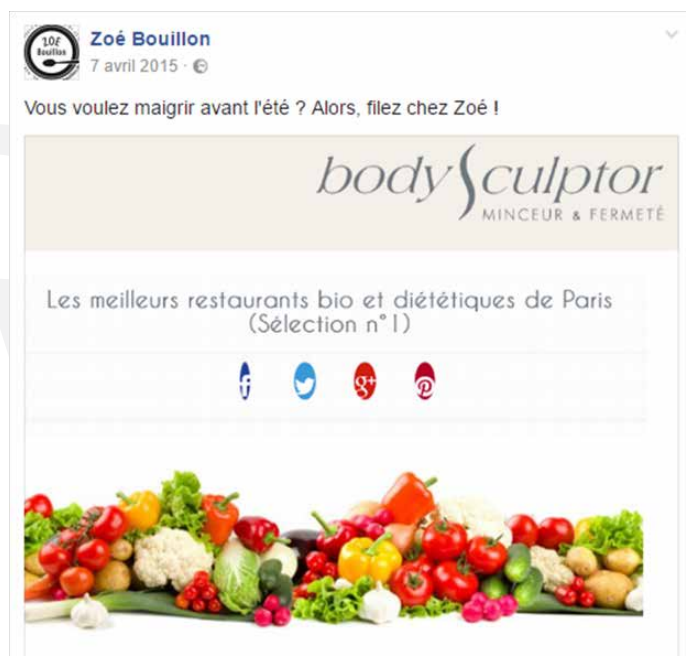 ZOÉ
Bouillon
Zoé Bouillon
7 avril 2015 ·
Vous voulez maigrir avant l'été ? Alors, filez chez Zoé !
body Sculptor
MINCEUR & FERMETÉ
Les meilleurs restaurants bio et diététiques de Paris
(Sélection n°1)
f
g+